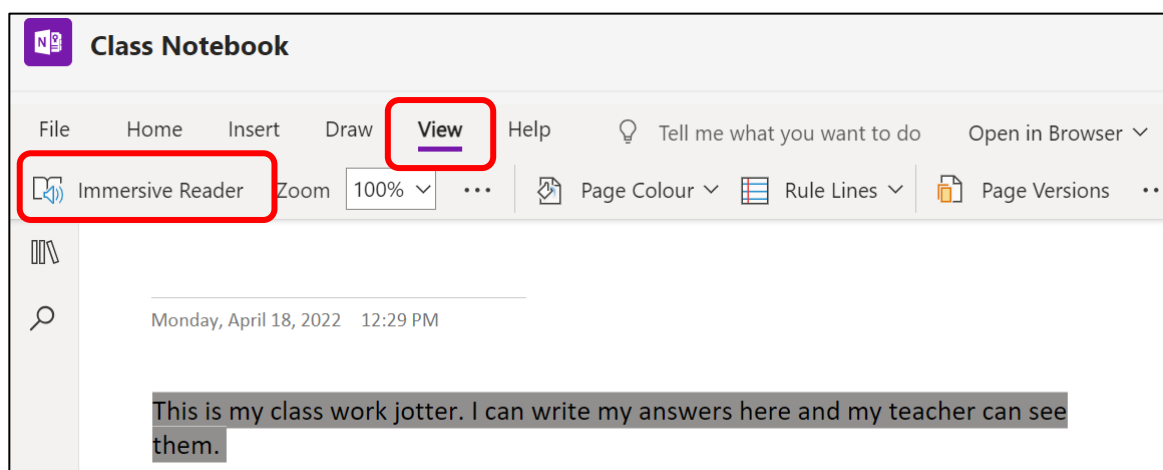 Class Notebook
File Home Insert Draw View Help Tell me what you want to do Open in Browser
Immersive Reader Zoom 100% ... Page Colour Rule Lines Page Versions ...
Monday, April 18, 2022 12:29 PM
This is my class work jotter. I can write my answers here and my teacher can see
them.